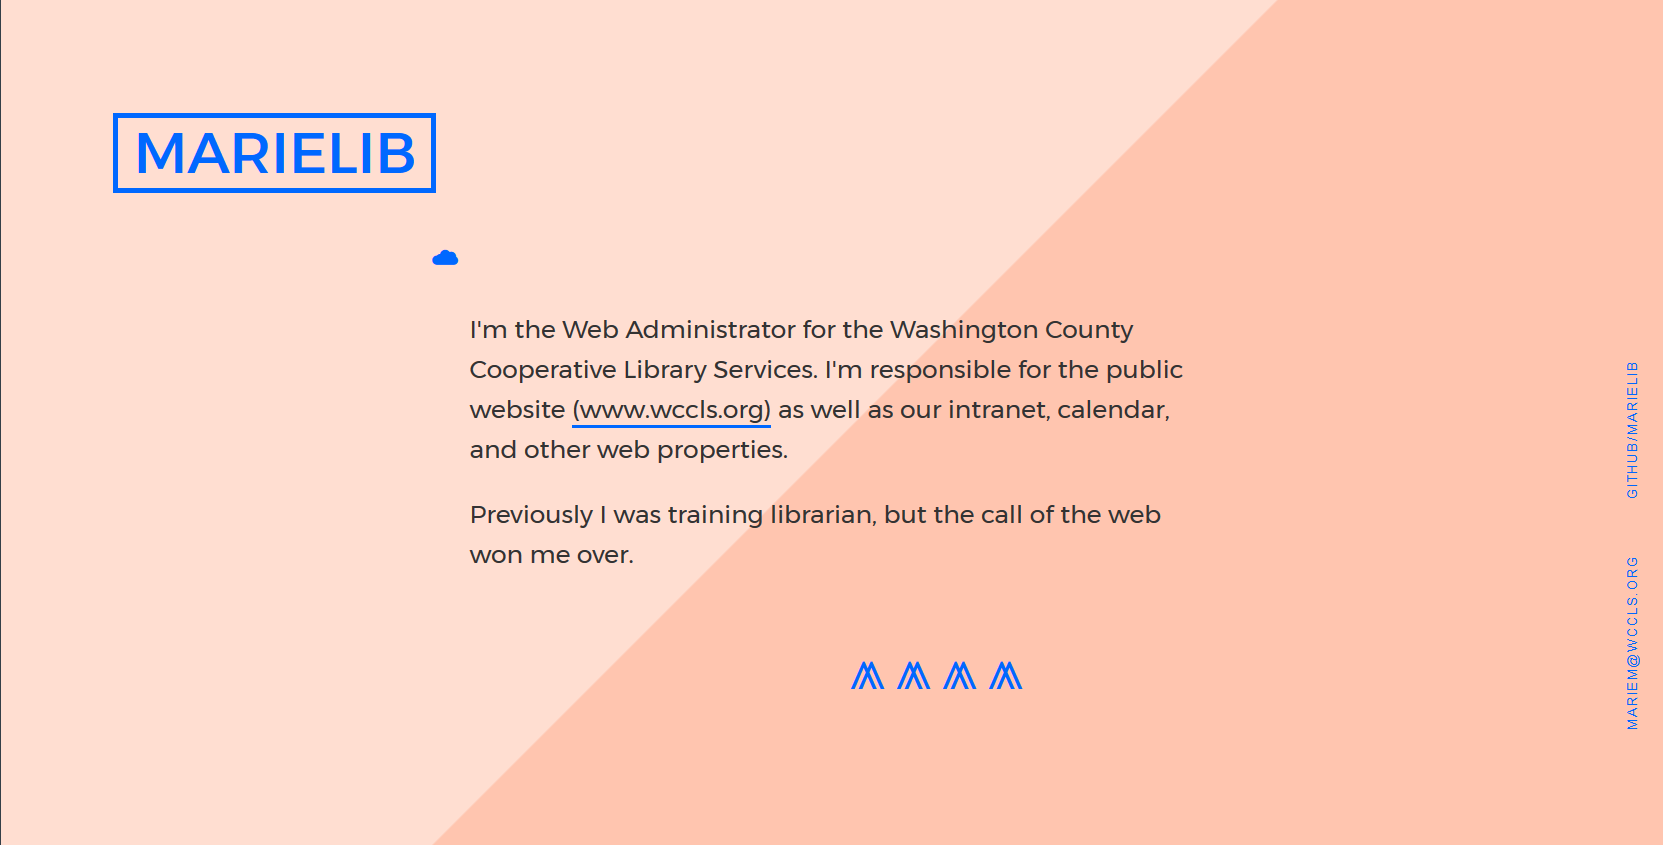 MARIELIB
I'm the Web Administrator for the Washington County
Cooperative Library Services. I'm responsible for the public
website (www.wccls.org) as well as our intranet, calendar,
and other web properties.
Previously I was training librarian, but the call of the web
won me over.
GITHUB/MARIELIB
MARIEM@WCCLS.ORG